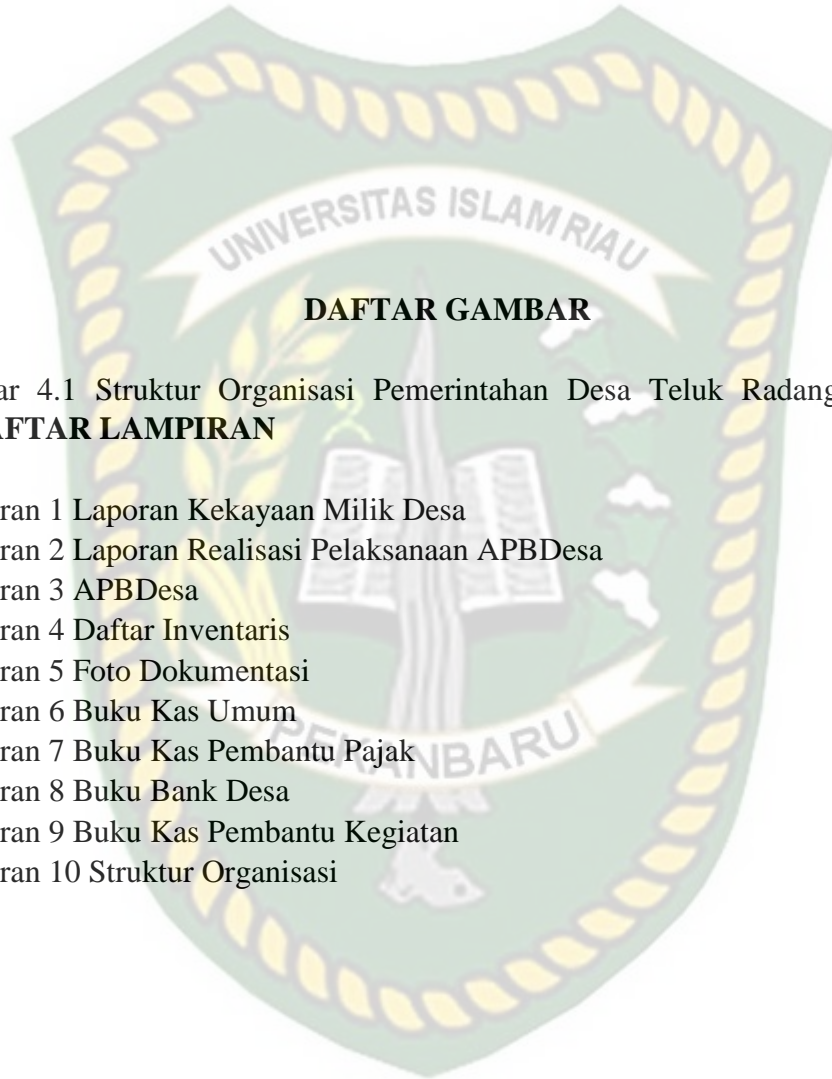 UNIVERSITAS ISLAM RIAU
DAFTAR GAMBAR
ar 4.1 Struktur Organisasi Pemerintahan Desa Teluk Radang
AFTAR LAMPIRAN
ran 1 Laporan Kekayaan Milik Desa
ran 2 Laporan Realisasi Pelaksanaan APBDesa
ran 3 APBDesa
ran 4 Daftar Inventaris
ran 5 Foto Dokumentasi
ran 6 Buku Kas Umum
ran 7 Buku Kas Pembantu Pajak
PEKANBARU
ran 8 Buku Bank Desa
ran 9 Buku Kas Pembantu Kegiatan
ran 10 Struktur Organisasi